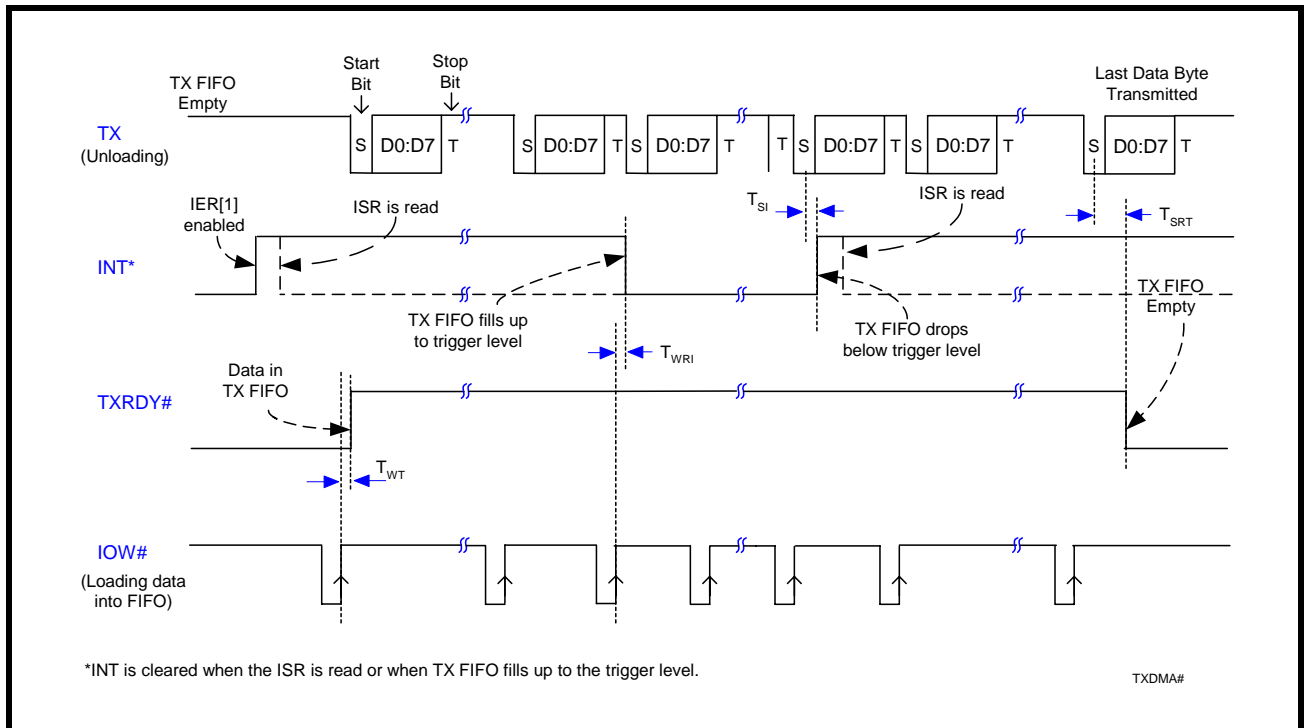 Start
Bit
Stop
Bit
TX FIFO
Empty
Last Data Byte
Transmitted
TX
(Unloading)
S D0:D7 T S D0:D7 T S D0:D7 T T S D0:D7 T S D0:D7 T S D0:D7 T
IER[1]
enabled
ISR is read
TSI
ISR is read
TSRT
INT*
TX FIFO fills up
to trigger level
TX FIFO drops
below trigger level
TX FIFO
Empty
TWRI
Data in
TX FIFO
TXRDY#
TWT
IOW#
(Loading data
into FIFO)
*INT is cleared when the ISR is read or when TX FIFO fills up to the trigger level.
TXDMA#